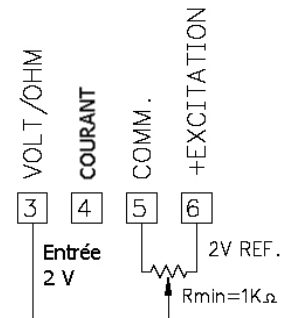 VOLT/OHM
COURANT
COMM.
+EXCITATION
3
4
5
6
Entrée
2 V
2V REF.
Rmin=1KΩ